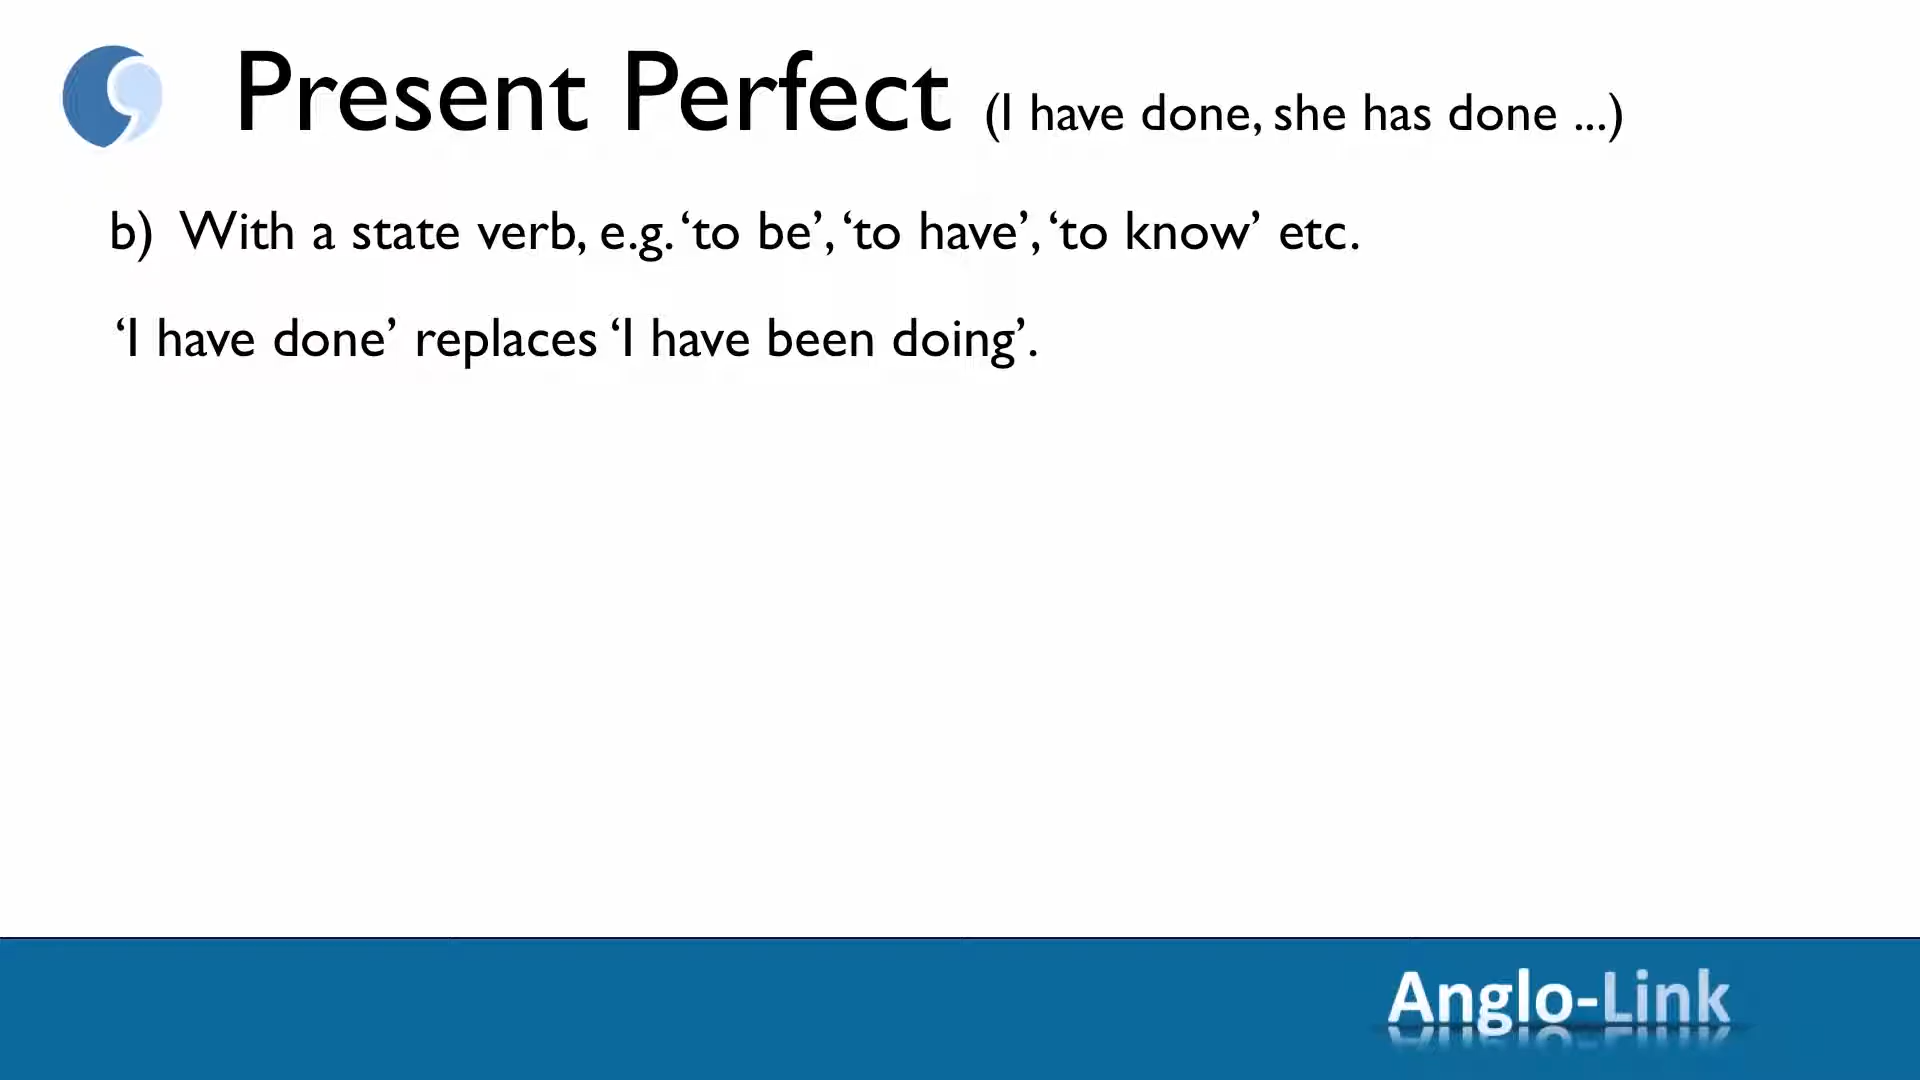 Present Perfect (I have done, she has done ...)
b) With a state verb, e.g. ‘to be’, ‘to have’, ‘to know’ etc.
‘I have done’ replaces ‘I have been doing’.
Anglo-Link